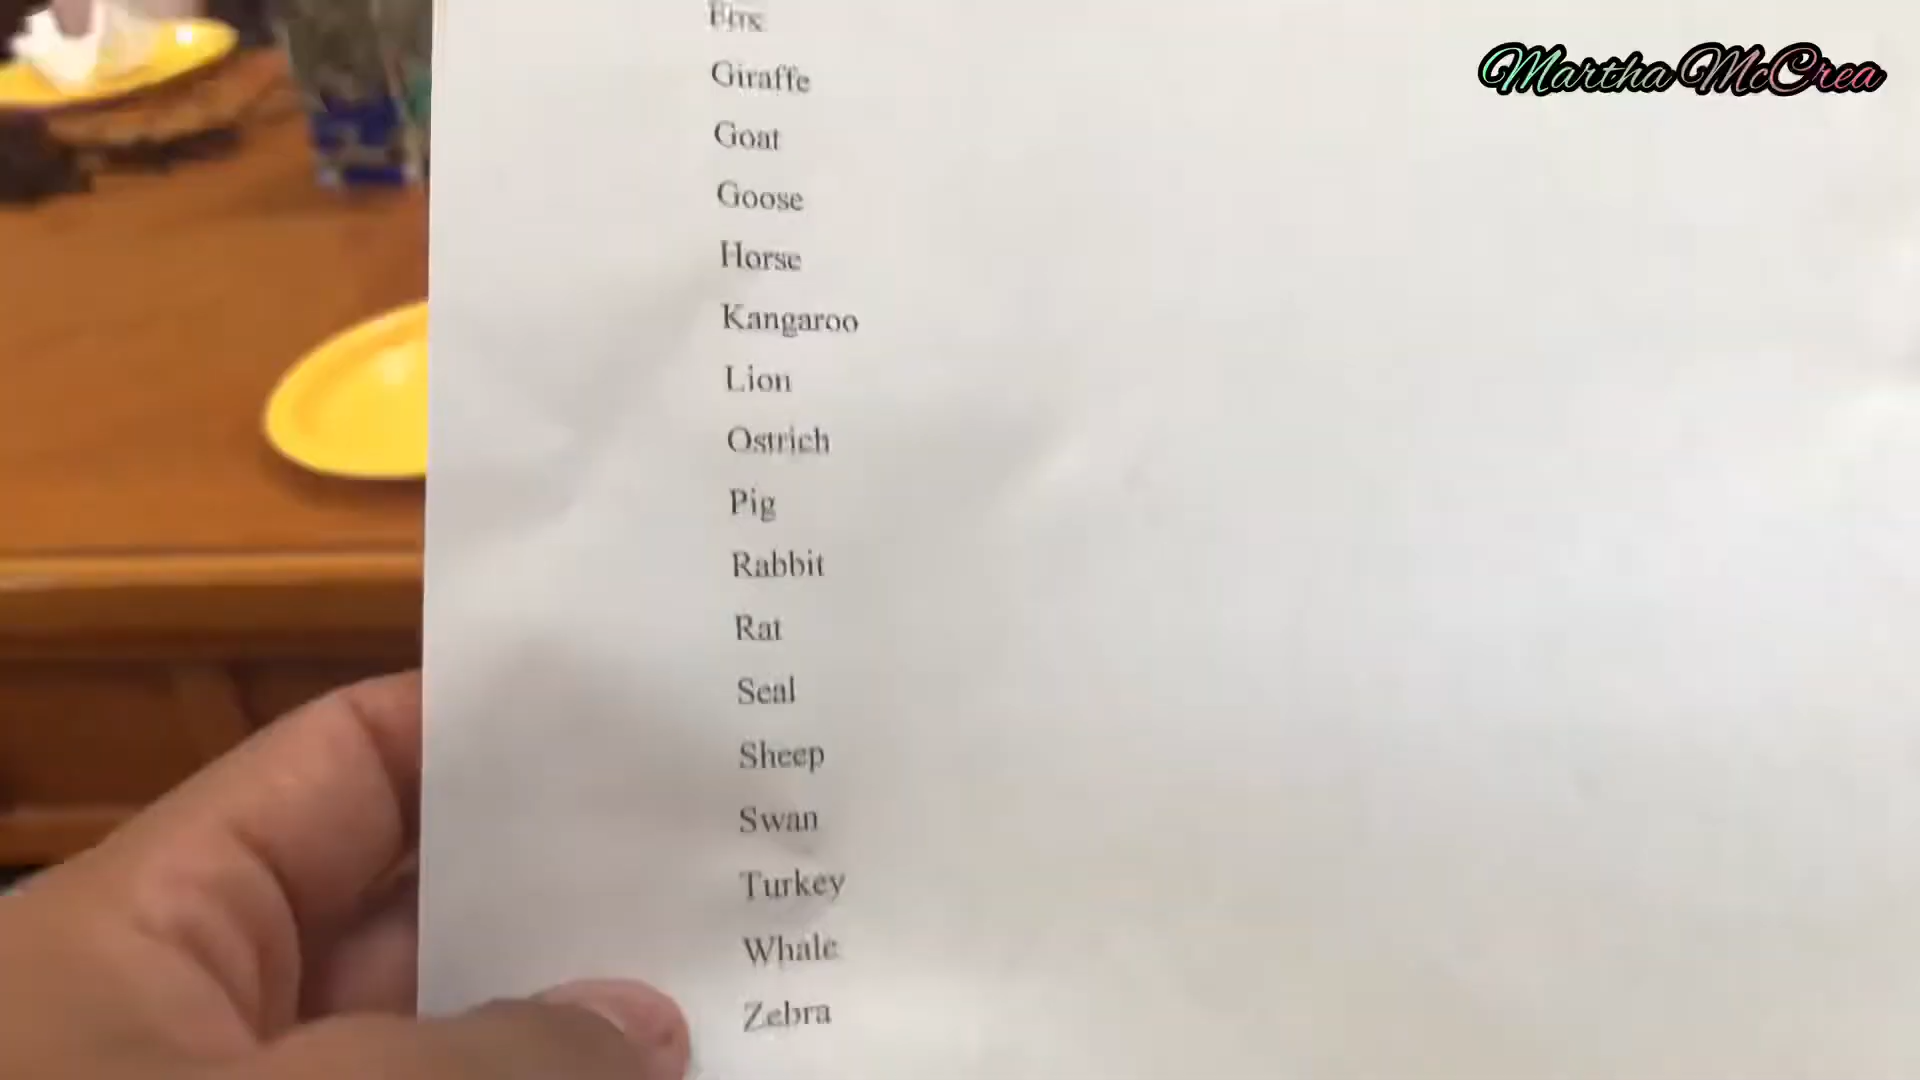 Martha McCrea
Giraffe
Goat
Goose
Horse
Kangaroo
Lion
Ostrich
Pig
Rabbit
Rat
Seal
Sheep
Swan
Turkey
Whale
Zebra